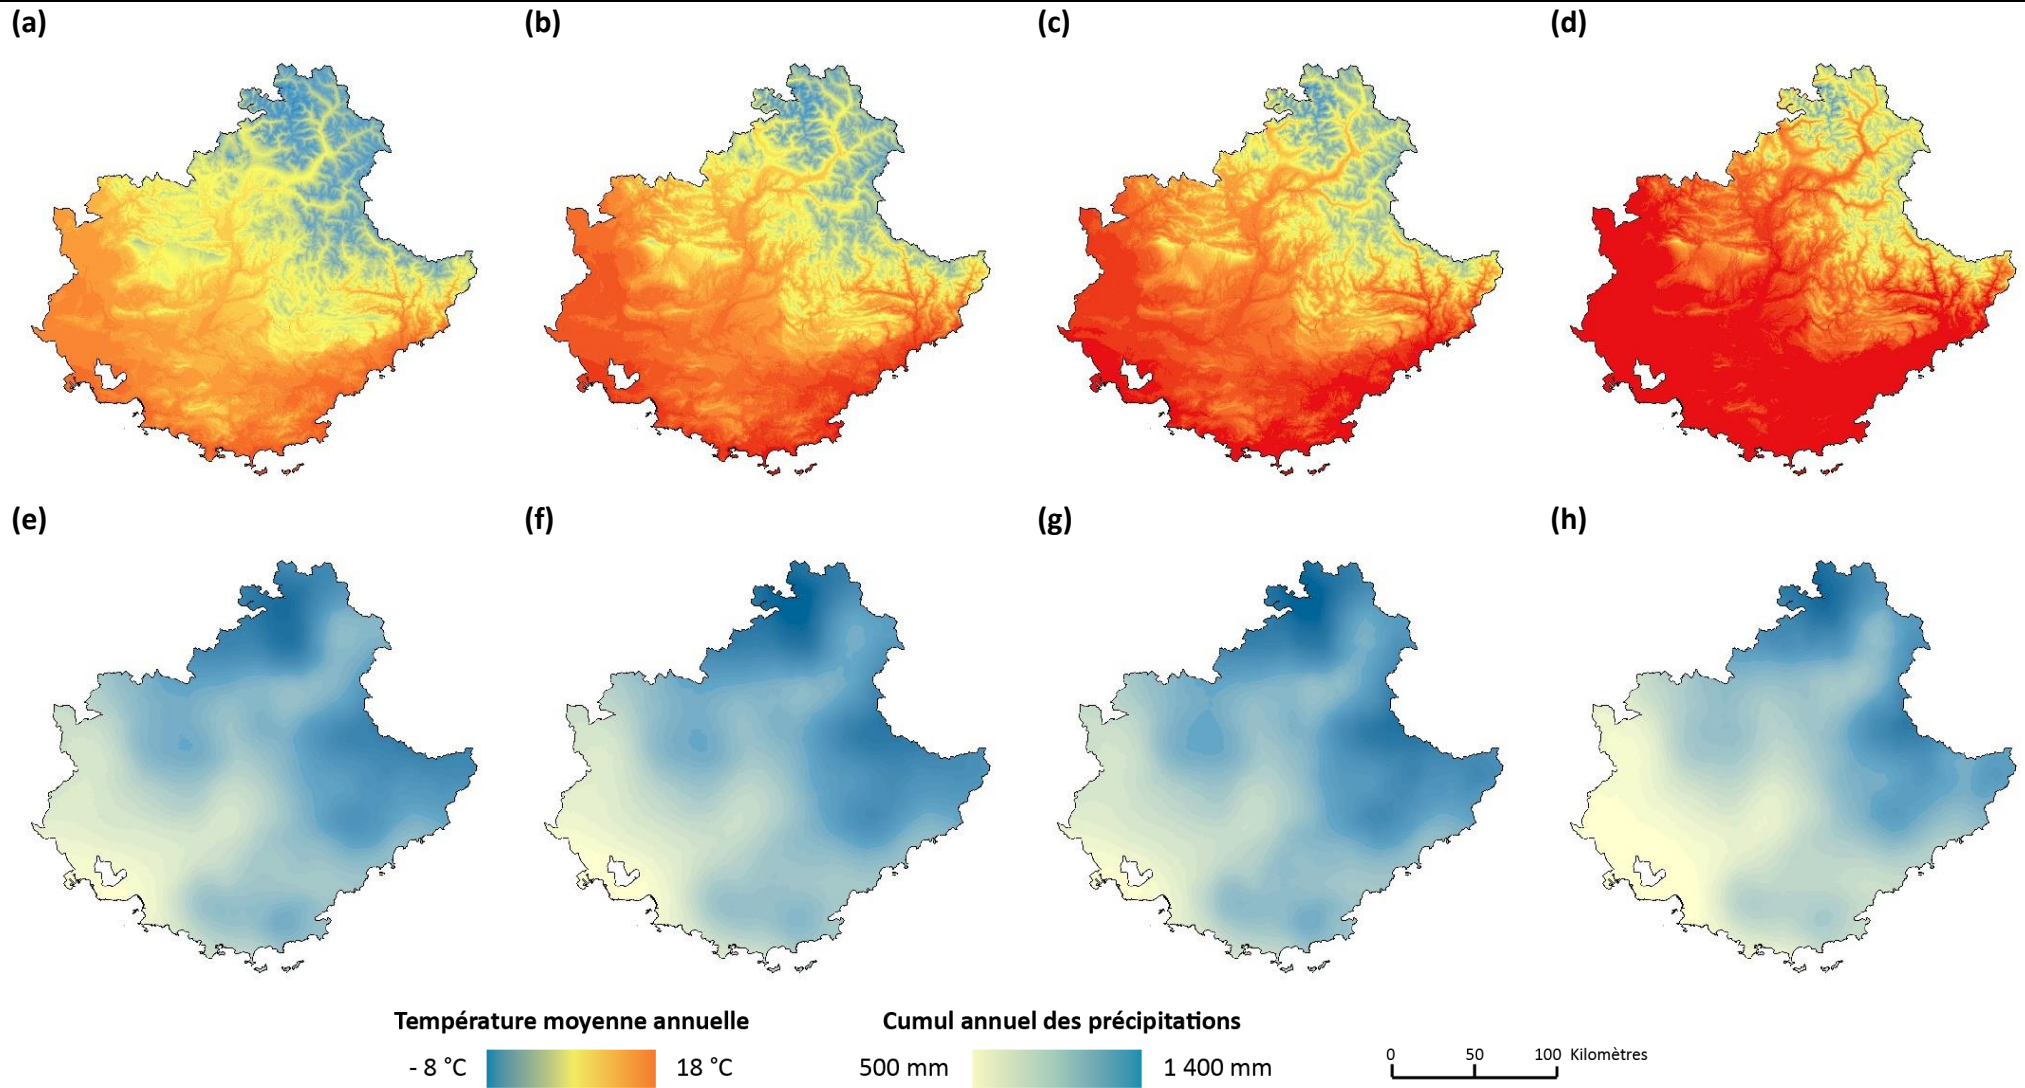 (a) (b) (c) (d)
(e) (f) (g) (h)
Température moyenne annuelle
- 8 °C 18 °C
Cumul annuel des précipitations
500 mm 1 400 mm
0 50 100 Kilomètres